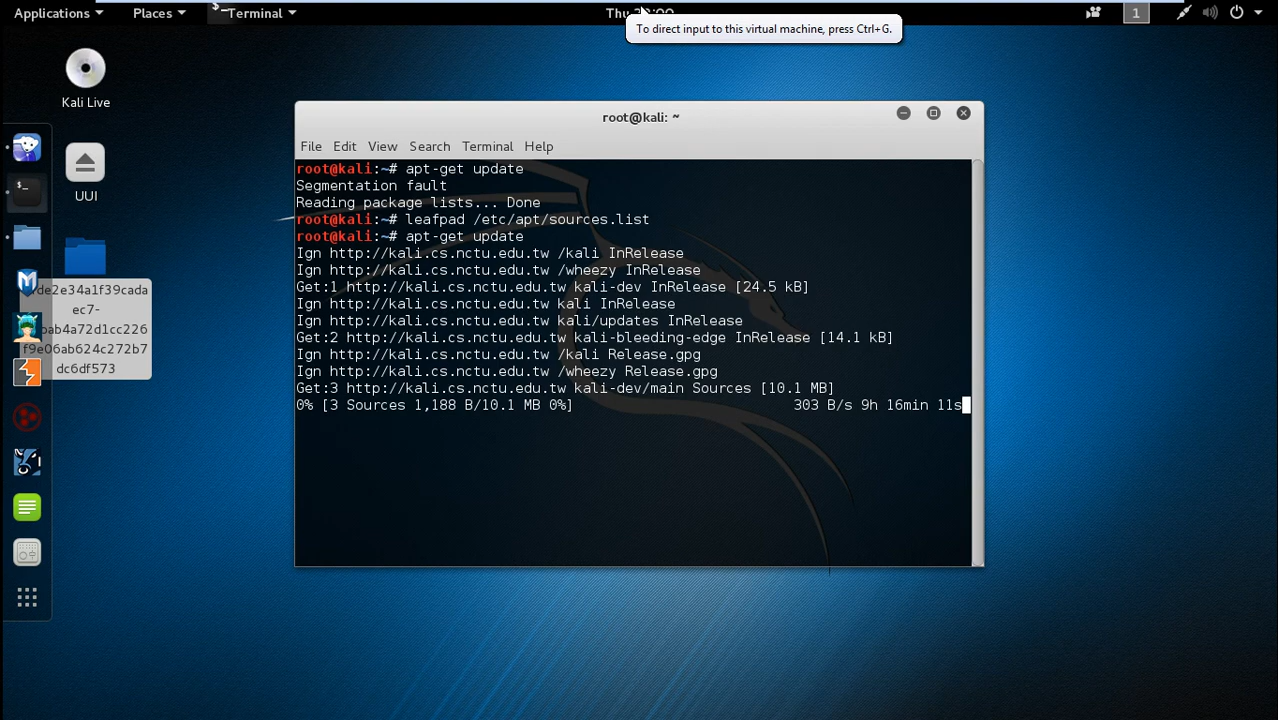 Applications Places Terminal Thu 1
To direct input to this virtual machine, press Ctrl+G.
Kali Live
UUI
de2e34a1f39cada
ec7-
bab4a72d1cc226
f9e06ab624c272b7
dc6df573
root@kali: ~
File Edit View Search Terminal Help
root@kali:~# apt-get update
Segmentation fault
Reading package lists... Done
root@kali:~# leafpad /etc/apt/sources.list
root@kali:~# apt-get update
Ign http://kali.cs.nctu.edu.tw /kali InRelease
Ign http://kali.cs.nctu.edu.tw /wheezy InRelease
Get:1 http://kali.cs.nctu.edu.tw kali-dev InRelease [24.5 kB]
Ign http://kali.cs.nctu.edu.tw kali InRelease
Ign http://kali.cs.nctu.edu.tw kali/updates InRelease
Get:2 http://kali.cs.nctu.edu.tw kali-bleeding-edge InRelease [14.1 kB]
Ign http://kali.cs.nctu.edu.tw /kali Release.gpg
Ign http://kali.cs.nctu.edu.tw /wheezy Release.gpg
Get:3 http://kali.cs.nctu.edu.tw kali-dev/main Sources [10.1 MB]
0% [3 Sources 1,188 B/10.1 MB 0%] 303 B/s 9h 16min 11s